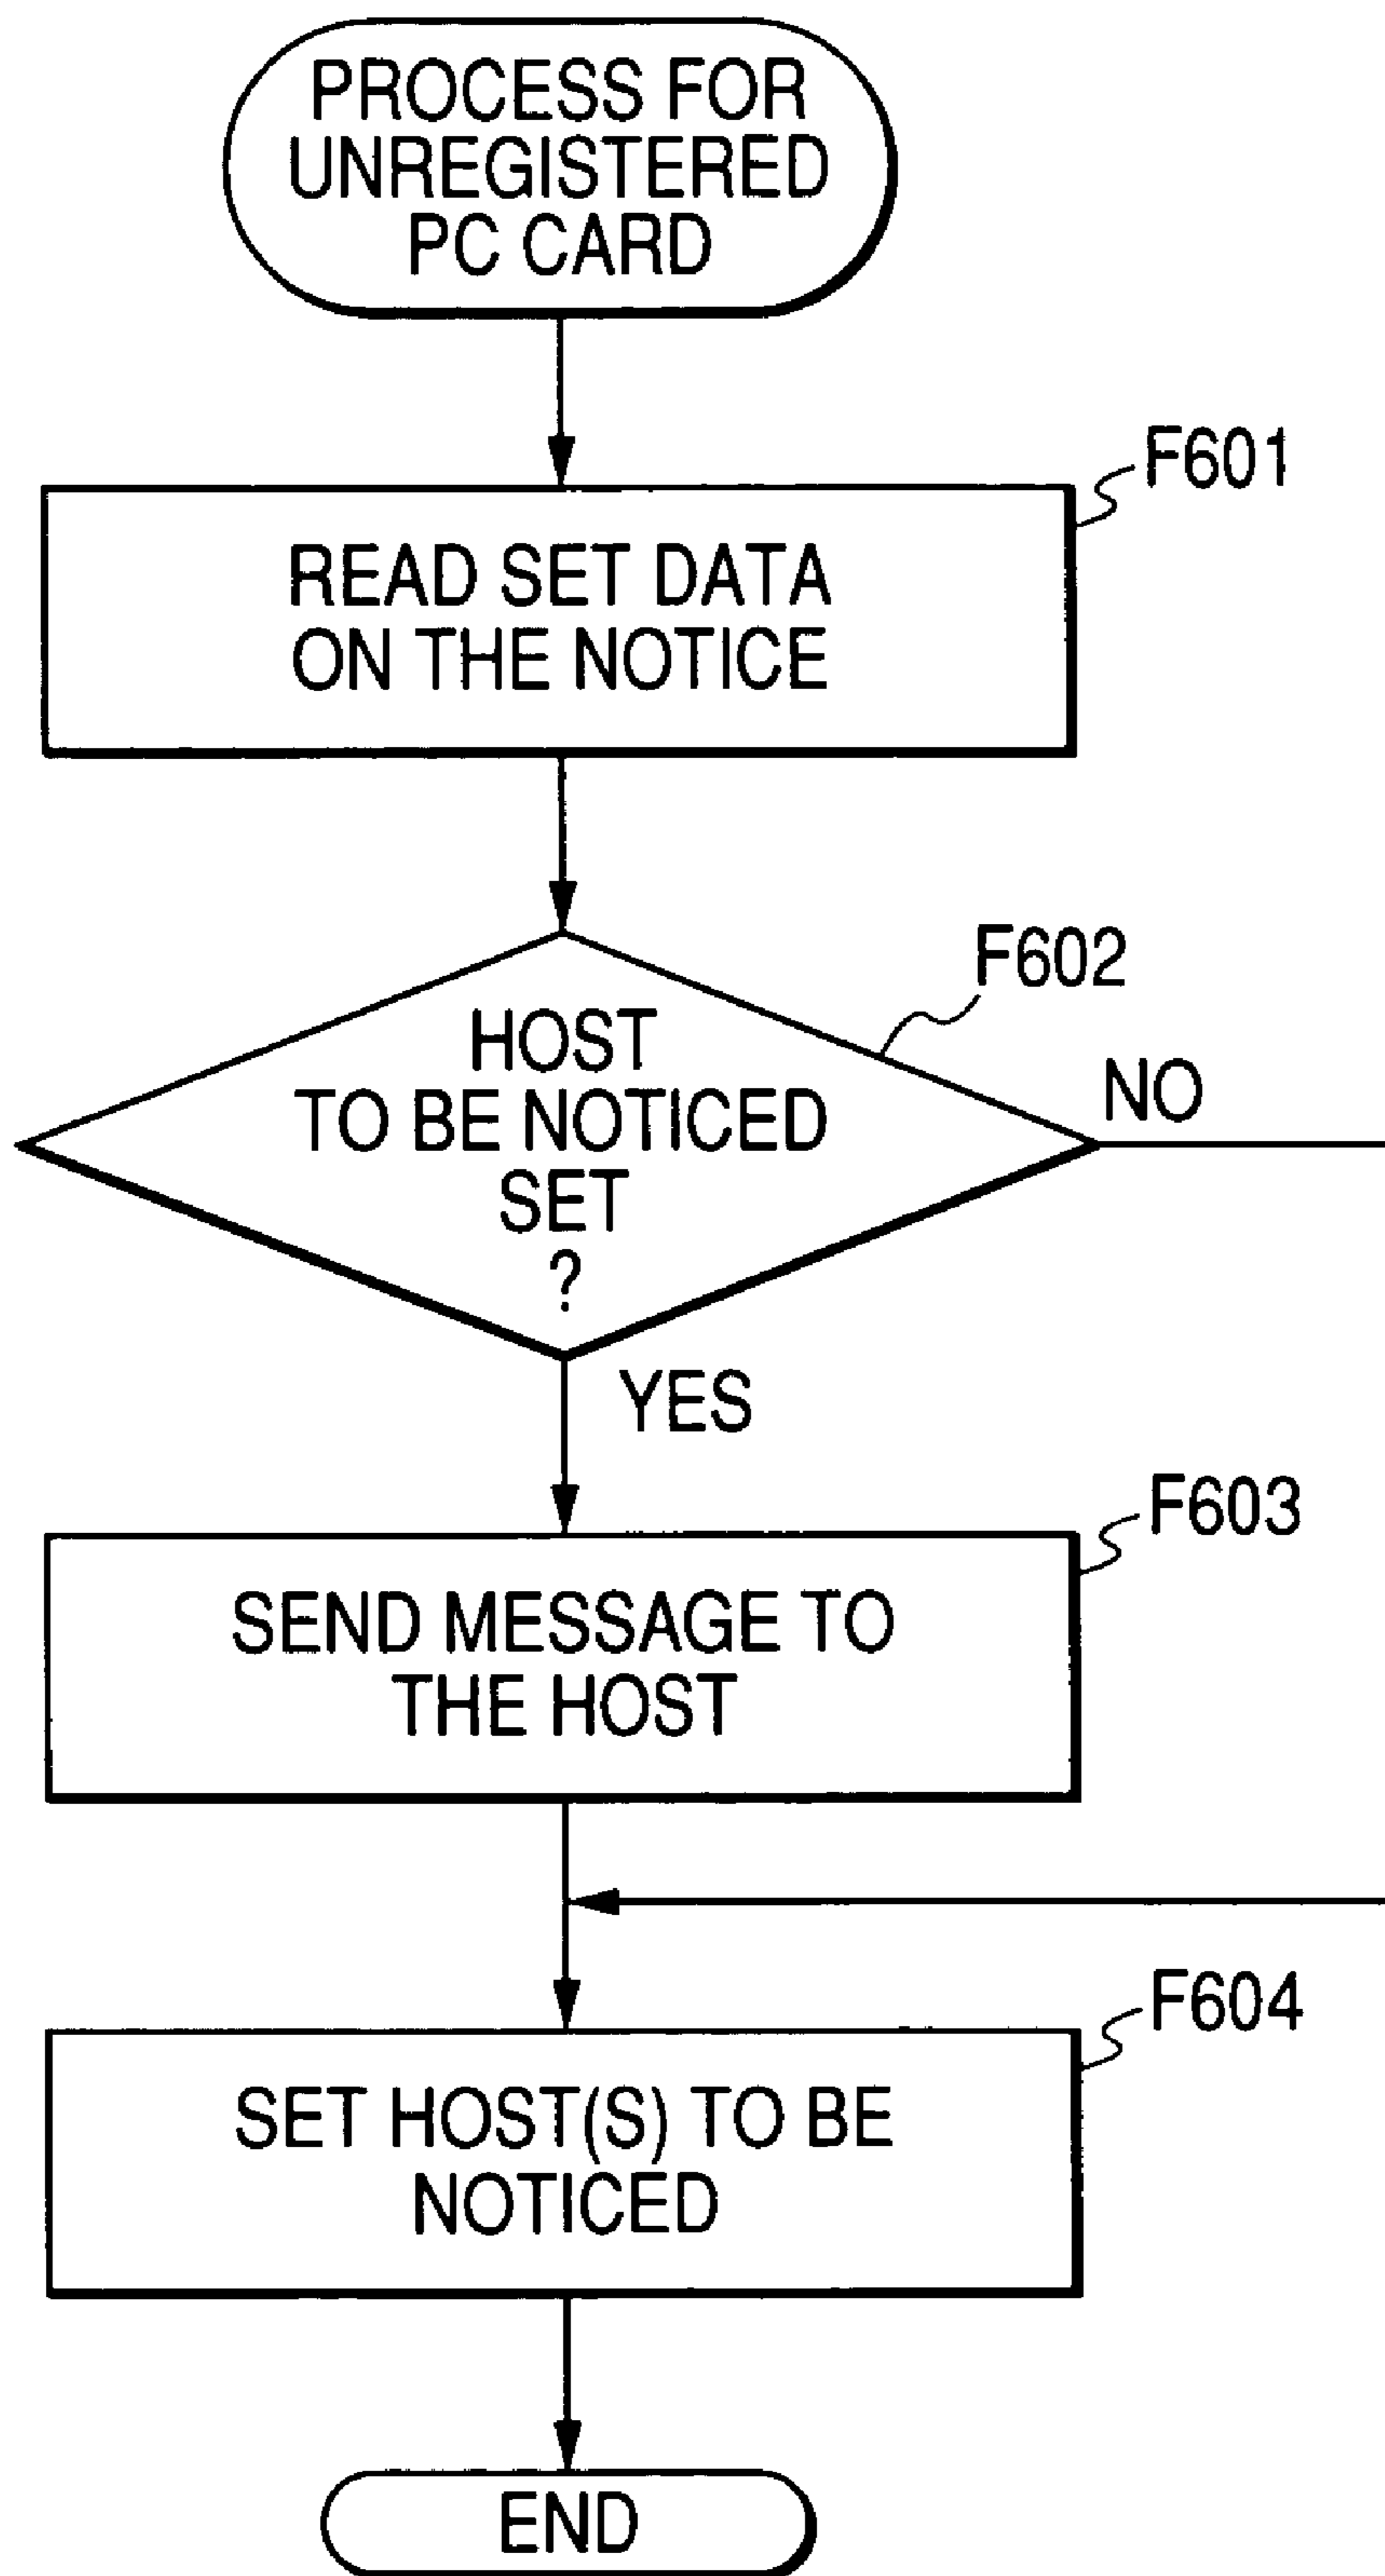 PROCESS FOR
UNREGISTERED
PC CARD
F601
READ SET DATA
ON THE NOTICE
F602
HOST
TO BE NOTICED
SET
?
NO
YES
F603
SEND MESSAGE TO
THE HOST
F604
SET HOST(S) TO BE
NOTICED
END